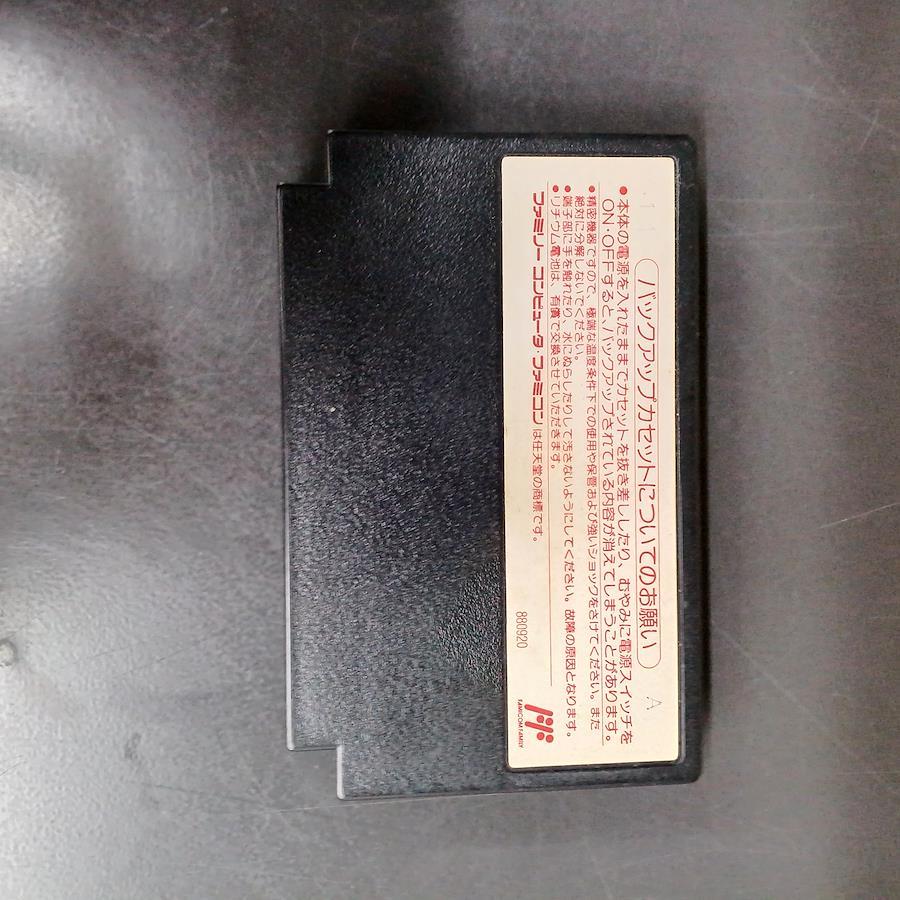 バックアップカセットについてのお願い
A
●本体の電源を入れたままでカセットを抜き差ししたり、むやみに電源スイッチを
ON・OFFすると、バックアップされている内容が消えてしまうことがあります。
●精密機器ですので、極端な温度条件下での使用や保管および強いショックをさけてください。また
絶対に分解しないでください。
●端子部に手を触れたり、水にぬらしたりして汚さないようにしてください。故障の原因となります。
●リチウム電池は、有償で交換させていただきます。
ファミリー コンピュータ・ファミコンは任天堂の商標です。
880920
FAMICOM FAMILY